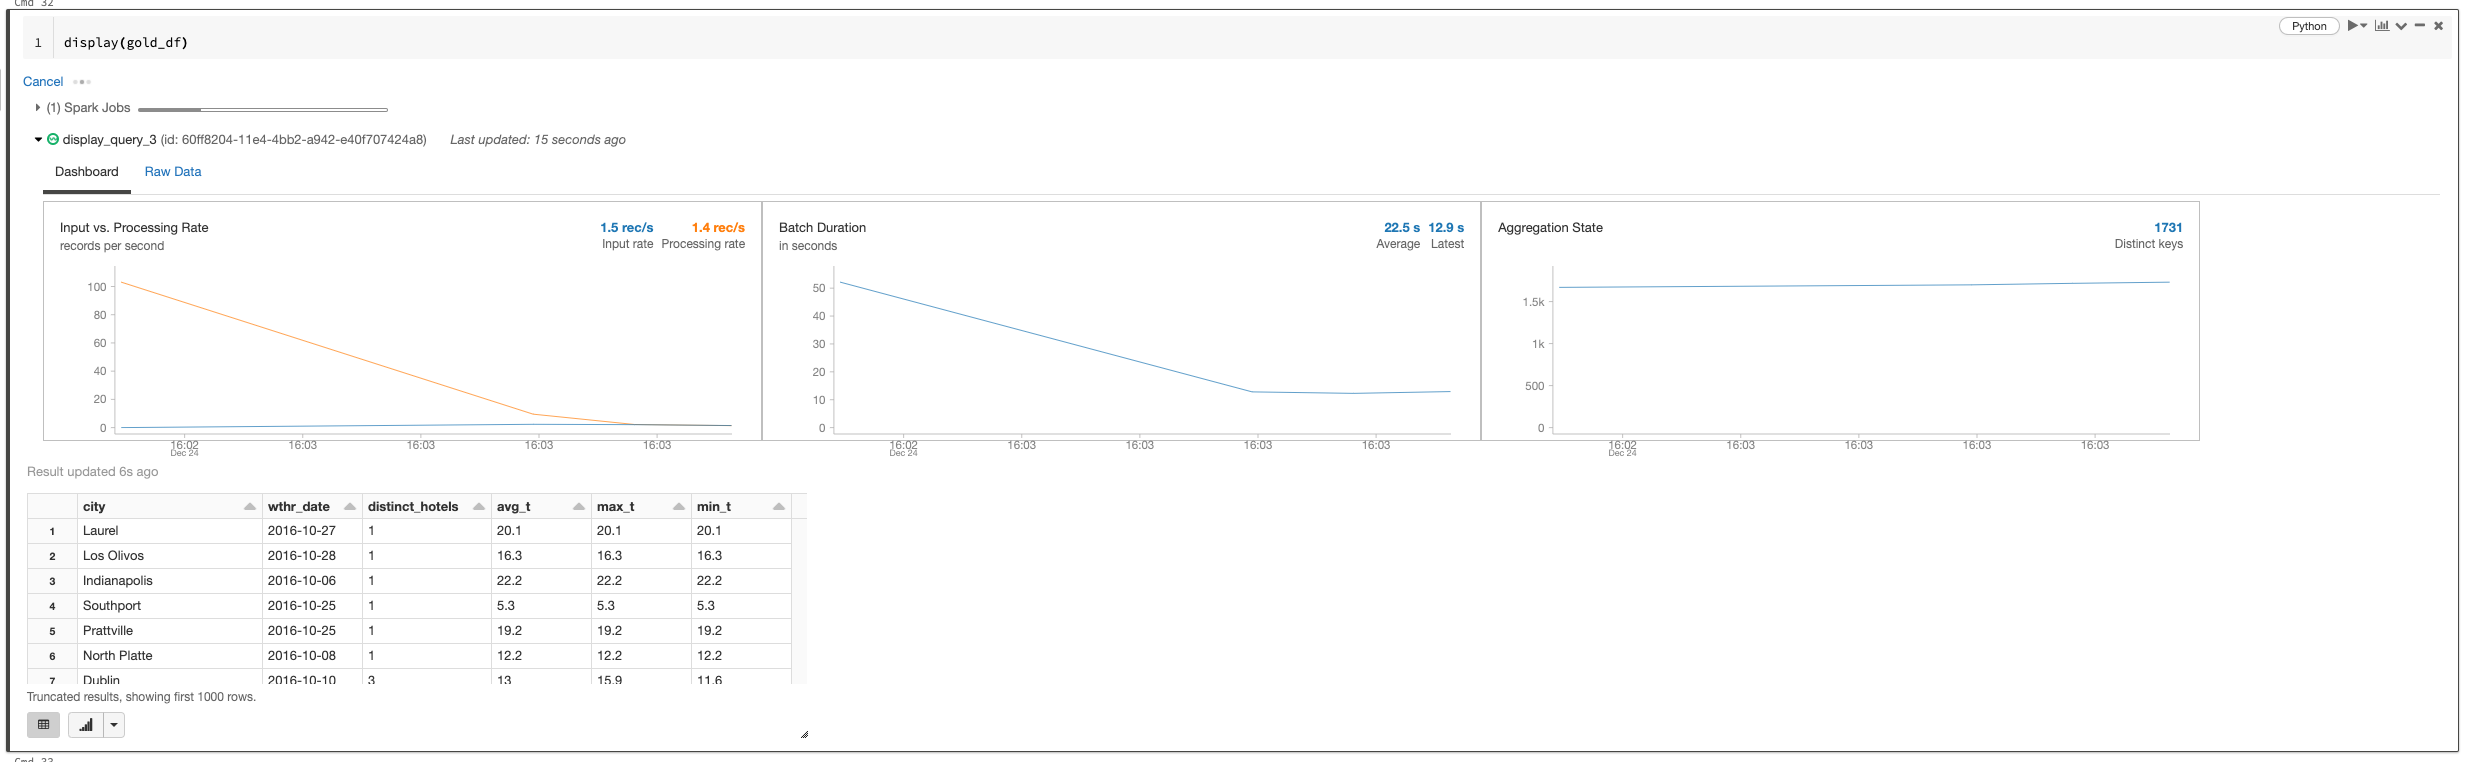 Cmd 32
Python
1 display(gold_df)
Cancel
(1) Spark Jobs
display_query_3 (id: 60ff8204-11e4-4bb2-a942-e40f707424a8) Last updated: 15 seconds ago
Dashboard Raw Data
Input vs. Processing Rate
records per second
1.5 rec/s 1.4 rec/s
Input rate Processing rate
100
80
60
40
20
0
16:02 16:03 16:03 16:03 16:03
Dec 24
Batch Duration
in seconds
22.5 s 12.9 s
Average Latest
50
40
30
20
10
0
16:02 16:03 16:03 16:03 16:03
Dec 24
Aggregation State
1731
Distinct keys
1.5k
1k
500
0
16:02 16:03 16:03 16:03 16:03
Dec 24
Result updated 6s ago
city wthr_date distinct_hotels avg_t max_t min_t
1 Laurel 2016-10-27 1 20.1 20.1 20.1
2 Los Olivos 2016-10-28 1 16.3 16.3 16.3
3 Indianapolis 2016-10-06 1 22.2 22.2 22.2
4 Southport 2016-10-25 1 5.3 5.3 5.3
5 Prattville 2016-10-25 1 19.2 19.2 19.2
6 North Platte 2016-10-08 1 12.2 12.2 12.2
7 Dublin 2016-10-10 3 13 15.9 11.6
Truncated results, showing first 1000 rows.
Cmd 33